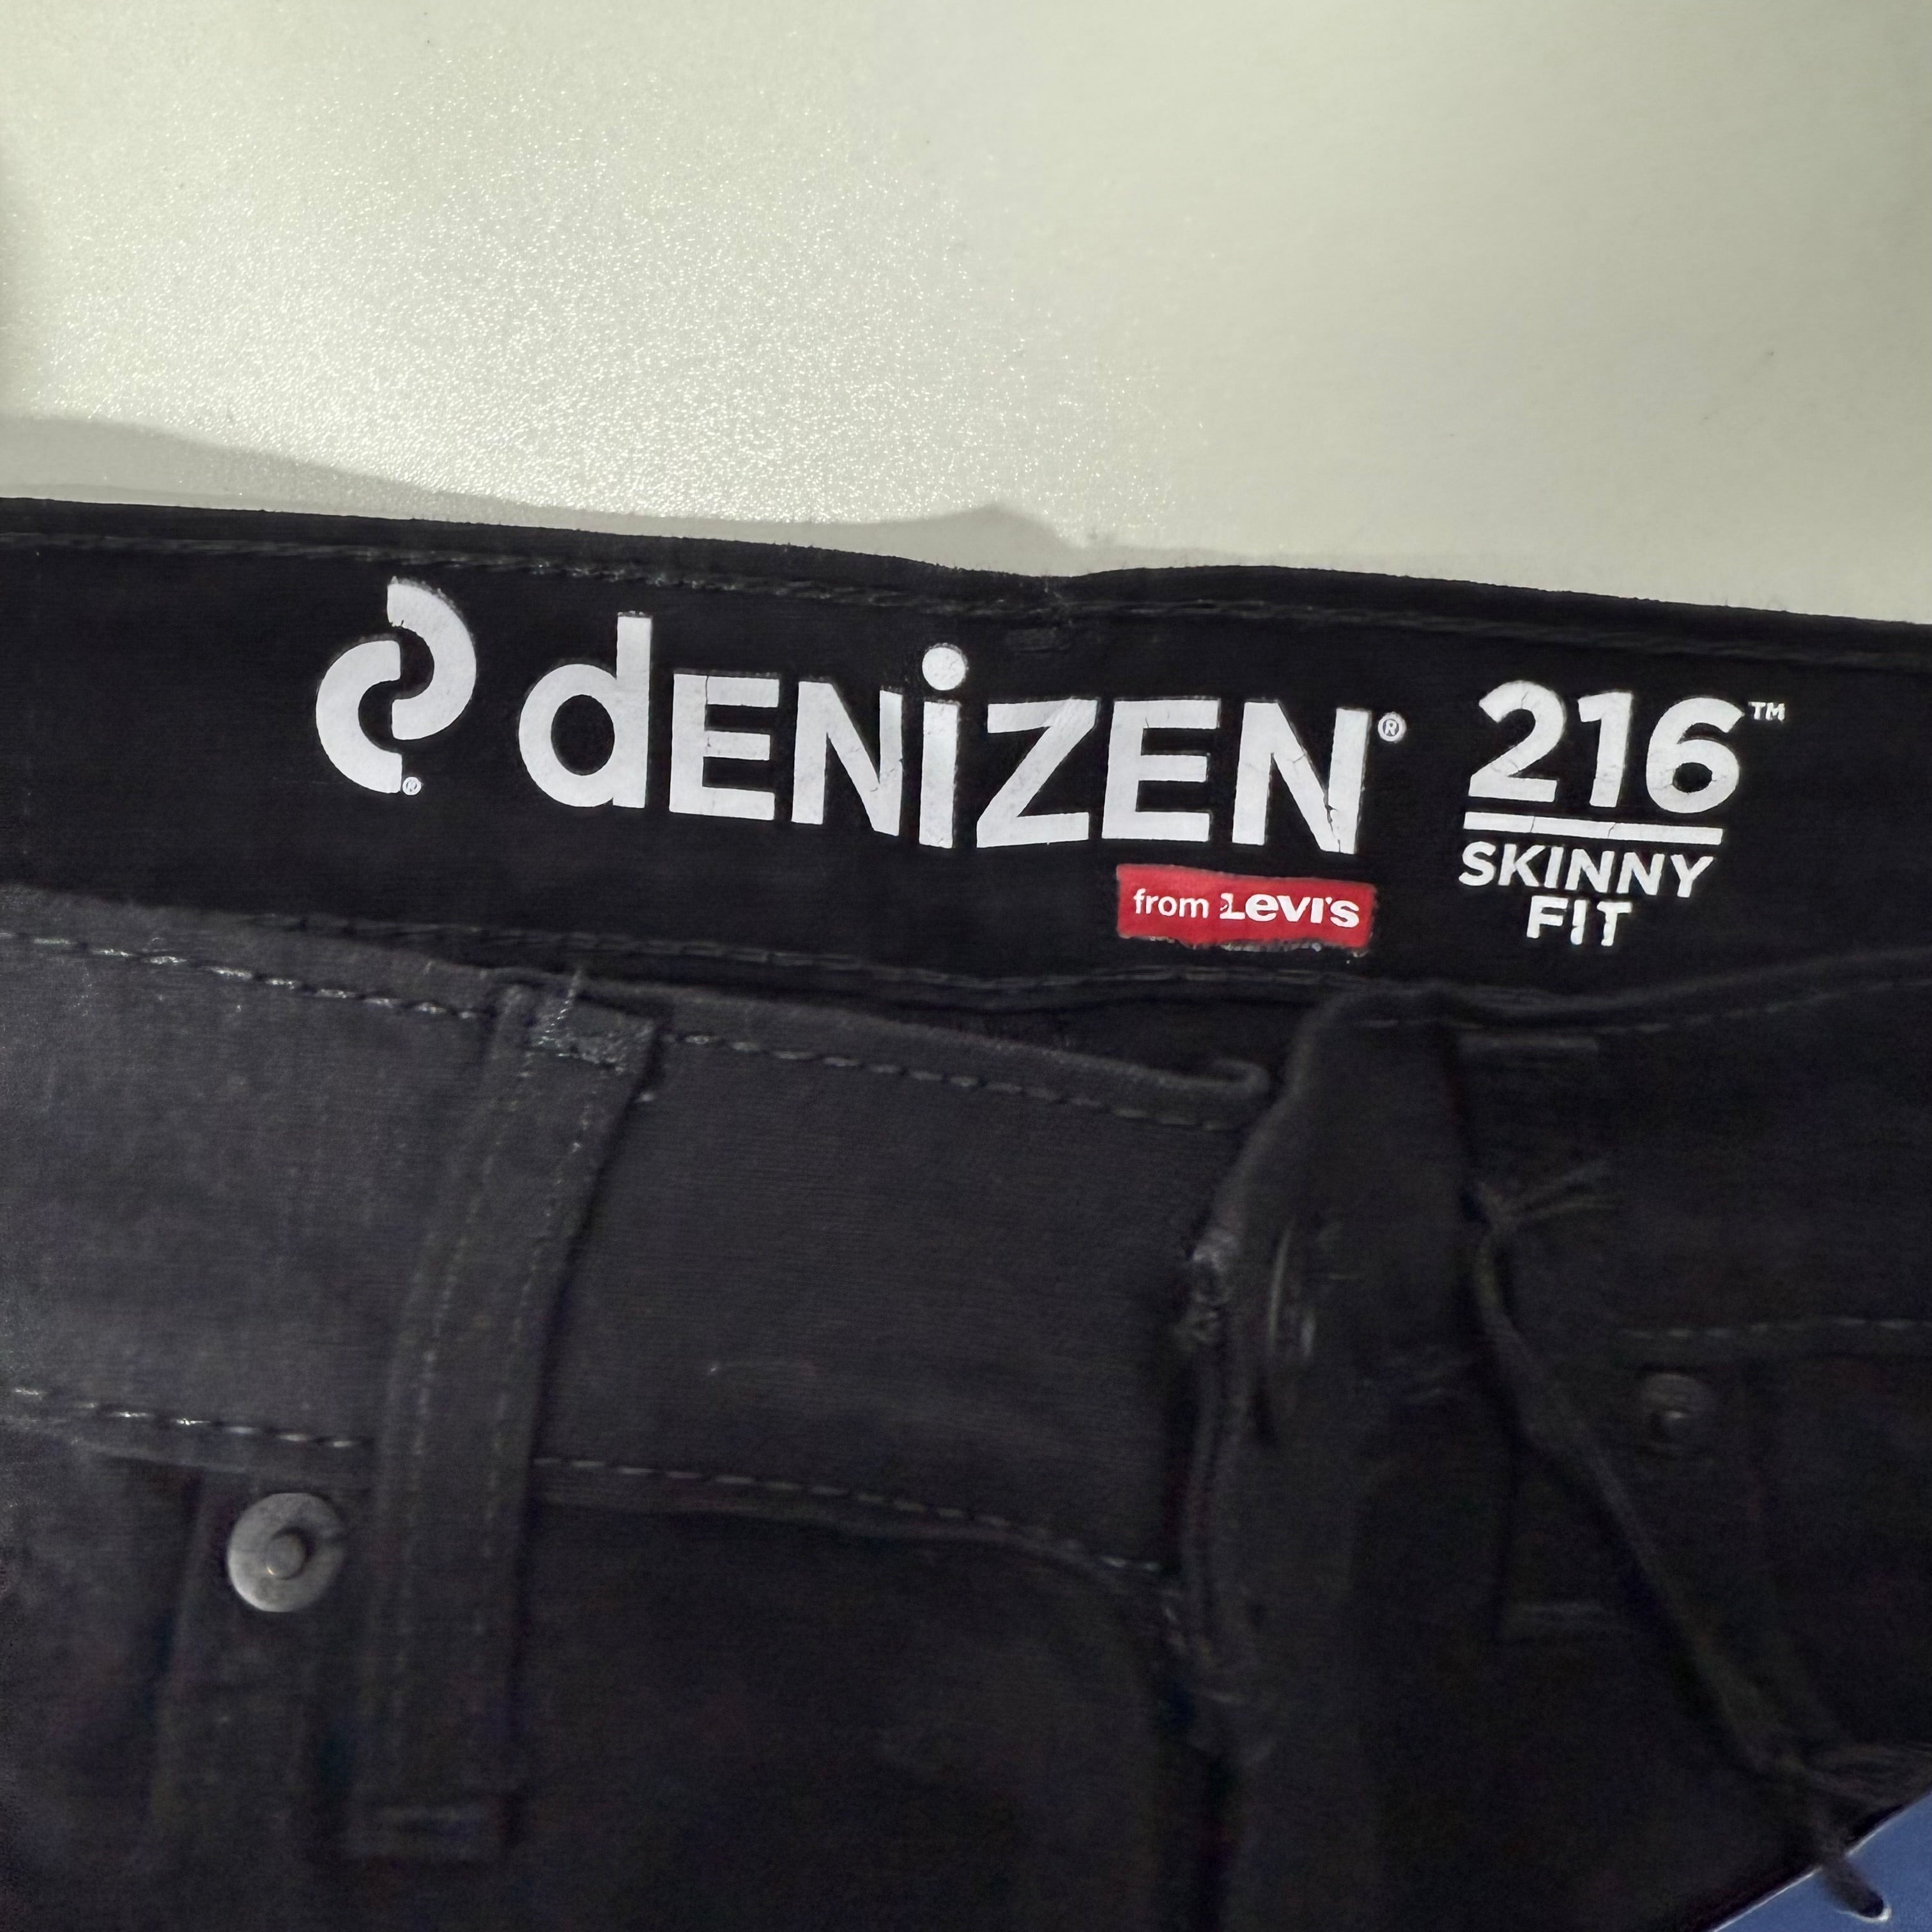 dENiZEN® 216™
from Levi's
SKINNY
FIT